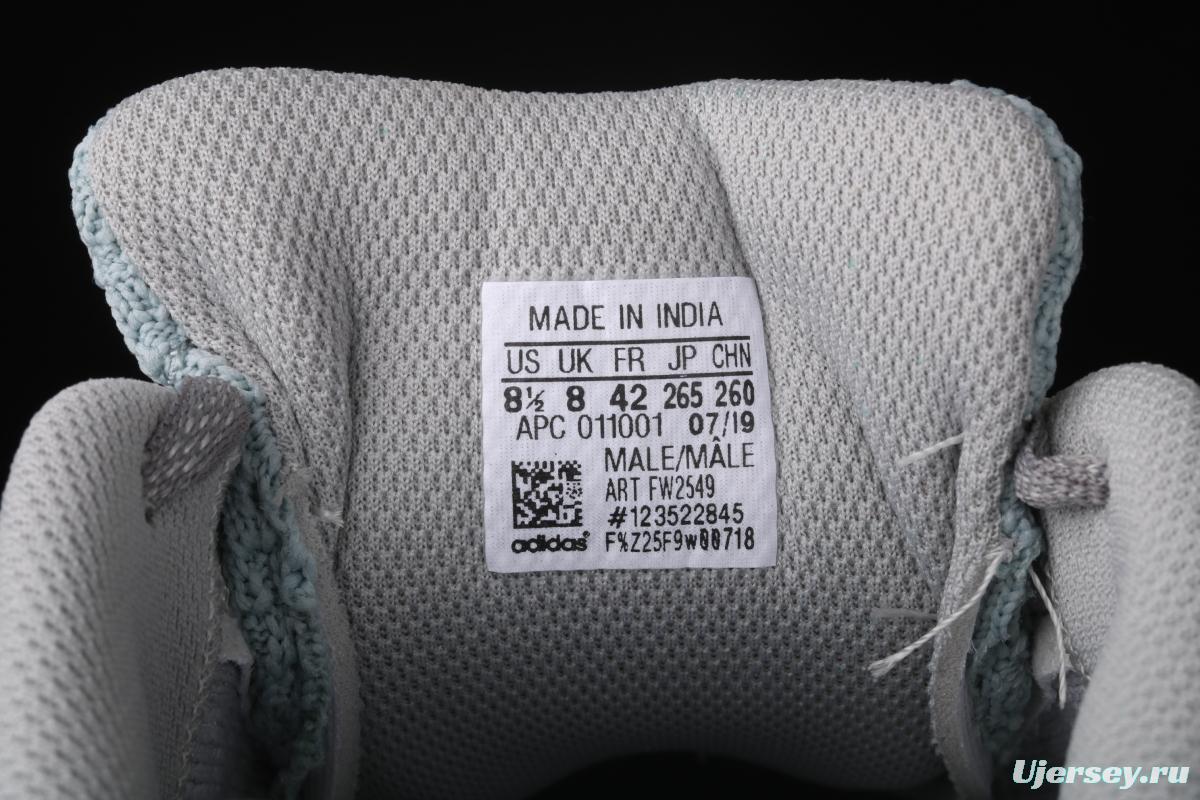 MADE IN INDIA
US UK FR JP CHN
8½ 8 42 265 260
APC 011001 07/19
MALE/MÂLE
ART FW2549
#123522845
adidas® F%Z25F9w00718
Ujersey.ru